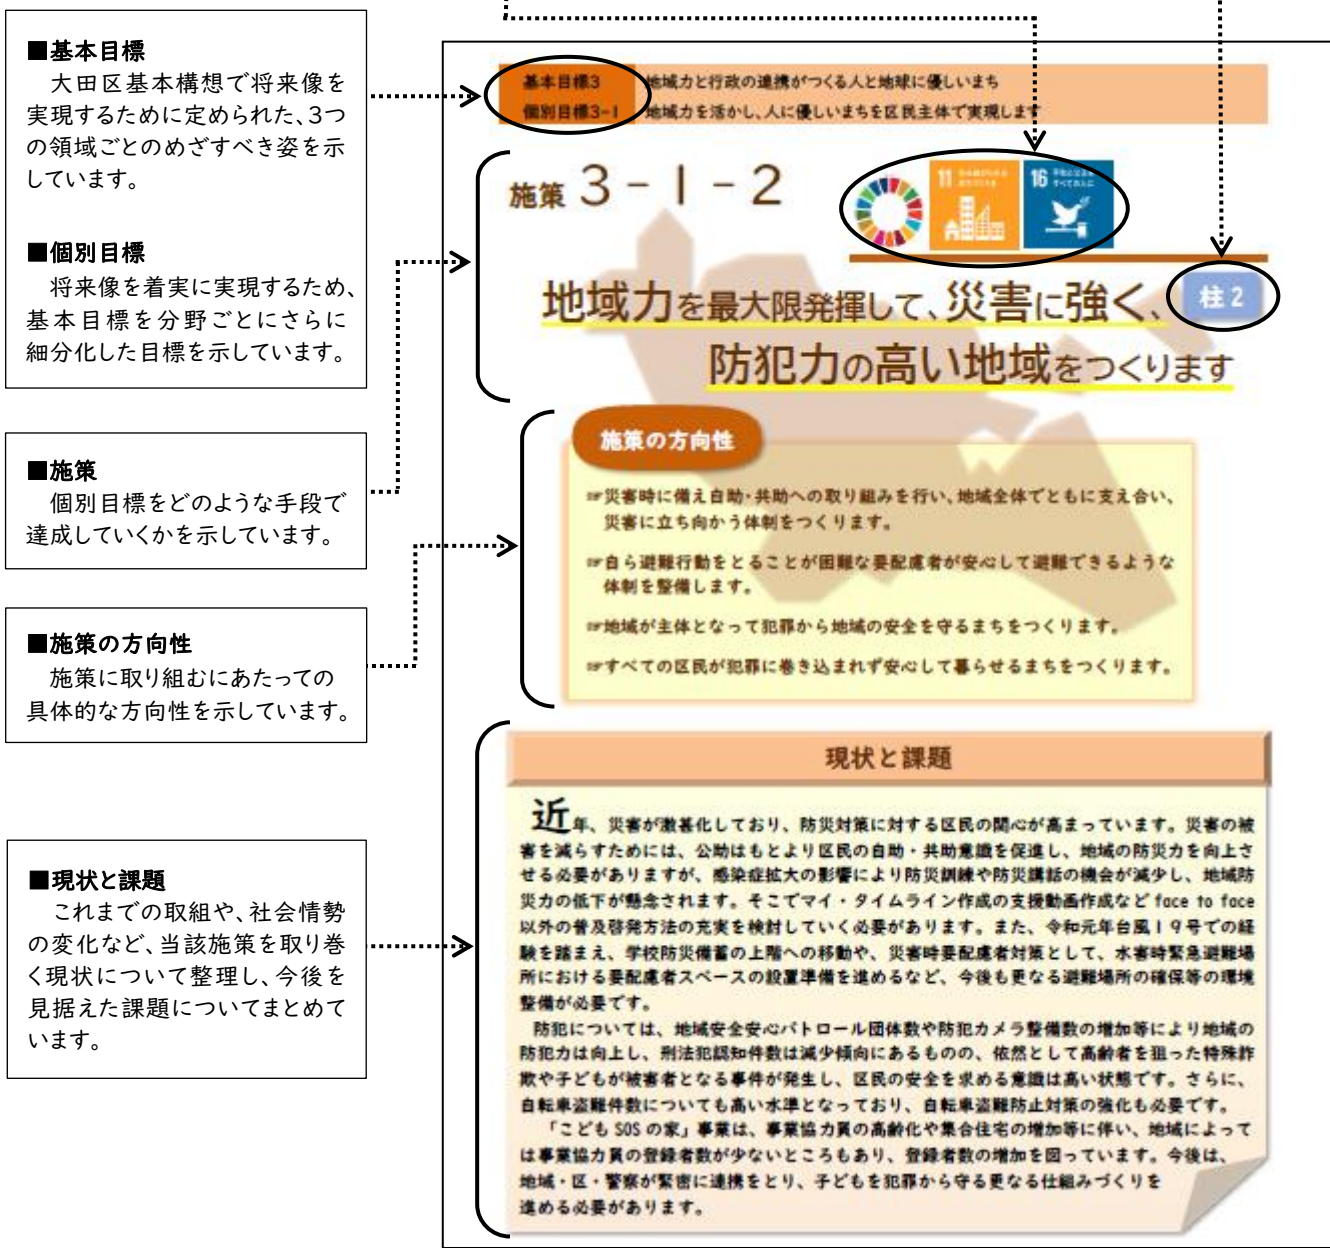 ■基本目標
大田区基本構想で将来像を
実現するために定められた、3つ
の領域ごとのめざすべき姿を示
しています。
■個別目標
将来像を着実に実現するため、
基本目標を分野ごとにさらに
細分化した目標を示しています。
■施策
個別目標をどのような手段で
達成していくかを示しています。
■施策の方向性
施策に取り組むにあたっての
具体的な方向性を示しています。
■現状と課題
これまでの取組や、社会情勢
の変化など、当該施策を取り巻
く現状について整理し、今後を
見据えた課題についてまとめて
います。
基本目標3 地域力と行政の連携がつくる人と地球に優しいまち
個別目標3-1 地域力を活かし、人に優しいまちを区民主体で実現します
施策 3-1-2
11
16
地域力を最大限発揮して、災害に強く、 柱2
防犯力の高い地域をつくります
施策の方向性
☞災害時に備え自助・共助への取り組みを行い、地域全体でともに支え合い、
災害に立ち向かう体制をつくります。
☞自ら避難行動をとることが困難な要配慮者が安心して避難できるような
体制を整備します。
☞地域が主体となって犯罪から地域の安全を守るまちをつくります。
☞すべての区民が犯罪に巻き込まれず安心して暮らせるまちをつくります。
現状と課題
近年、災害が激甚化しており、防災対策に対する区民の関心が高まっています。災害の被
害を減らすためには、公助はもとより区民の自助・共助意識を促進し、地域の防災力を向上さ
せる必要がありますが、感染症拡大の影響により防災訓練や防災講話の機会が減少し、地域防
災力の低下が懸念されます。そこでマイ・タイムライン作成の支援動画作成など face to face
以外の普及啓発方法の充実を検討していく必要があります。また、令和元年台風19号での経
験を踏まえ、学校防災備蓄の上階への移動や、災害時要配慮者対策として、水害時緊急避難場
所における要配慮者スペースの設置準備を進めるなど、今後も更なる避難場所の確保等の環境
整備が必要です。
防犯については、地域安全安心パトロール団体数や防犯カメラ整備数の増加等により地域の
防犯力は向上し、刑法犯認知件数は減少傾向にあるものの、依然として高齢者を狙った特殊詐
欺や子どもが被害者となる事件が発生し、区民の安全を求める意識は高い状態です。さらに、
自転車盗難件数についても高い水準となっており、自転車盗難防止対策の強化も必要です。
「こども SOS の家」事業は、事業協力員の高齢化や集合住宅の増加等に伴い、地域によって
は事業協力員の登録者数が少ないところもあり、登録者数の増加を図っています。今後は、
地域・区・警察が緊密に連携をとり、子どもを犯罪から守る更なる仕組みづくりを
進める必要があります。